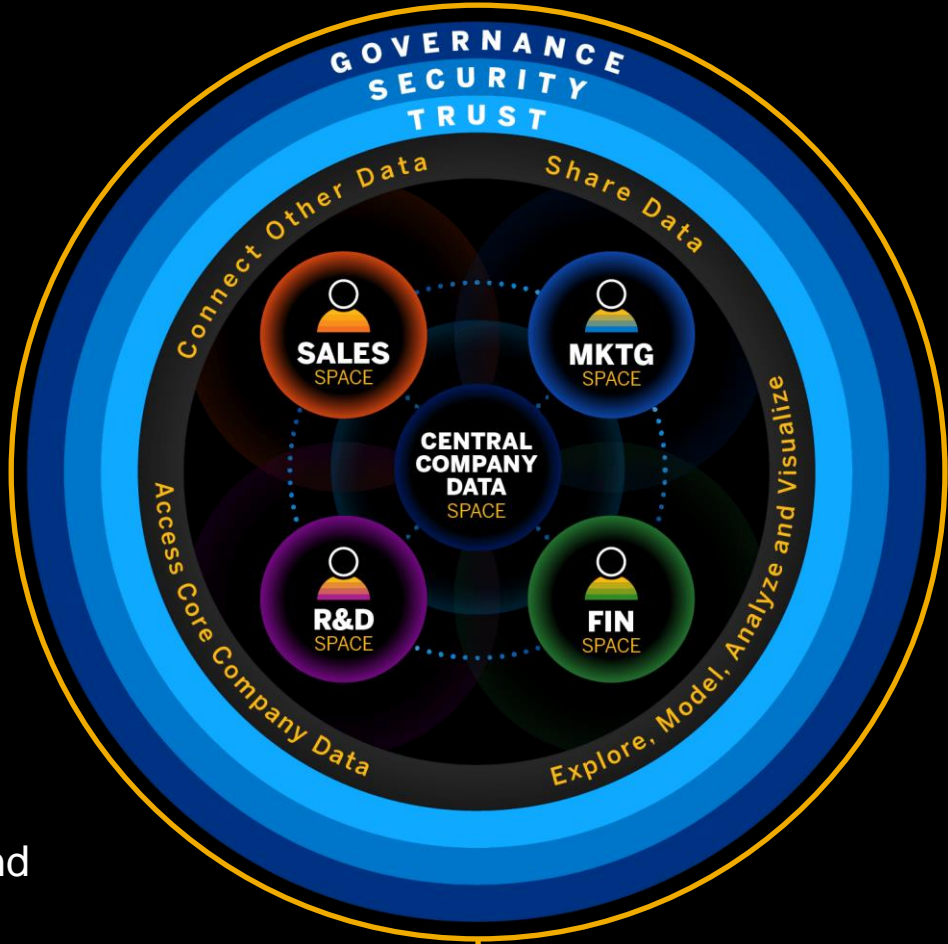 GOVERNANCE
SECURITY
TRUST
Connect Other Data
Share Data
SALES
SPACE
MKTG
SPACE
CENTRAL
COMPANY
DATA
SPACE
R&D
SPACE
FIN
SPACE
Access Core Company Data
Explore, Model, Analyze and Visualize